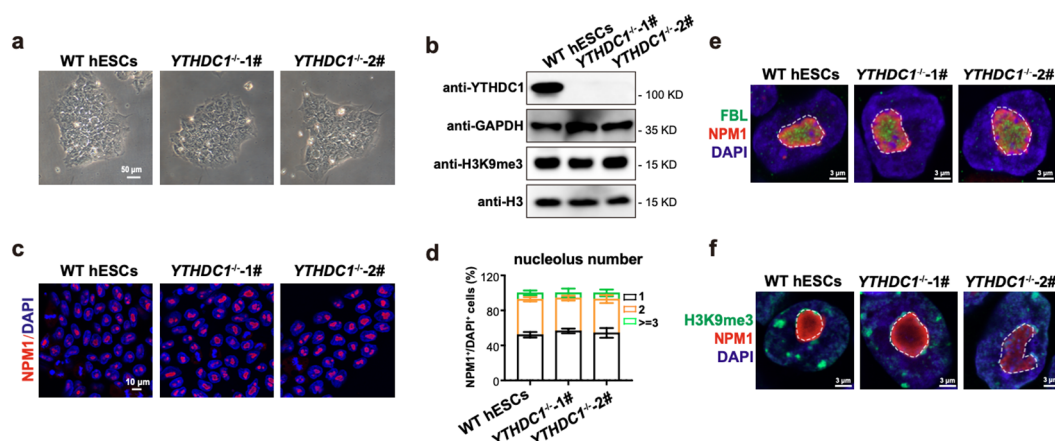 a
WT hESCs YTHDC1⁻/⁻-1# YTHDC1⁻/⁻-2#
50 µm
b
WT hESCs
YTHDC1⁻/⁻-1#
YTHDC1⁻/⁻-2#
anti-YTHDC1
- 100 KD
anti-GAPDH
- 35 KD
anti-H3K9me3
- 15 KD
anti-H3
- 15 KD
c
WT hESCs YTHDC1⁻/⁻-1# YTHDC1⁻/⁻-2#
NPM1/DAPI
10 µm
d
nucleolus number
NPM1⁺/DAPI⁺ cells (%)
120
80
40
0
1
2
>=3
WT hESCs
YTHDC1⁻/⁻-1#
YTHDC1⁻/⁻-2#
e
WT hESCs YTHDC1⁻/⁻-1# YTHDC1⁻/⁻-2#
FBL
NPM1
DAPI
3 µm 3 µm 3 µm
f
WT hESCs YTHDC1⁻/⁻-1# YTHDC1⁻/⁻-2#
H3K9me3
NPM1
DAPI
3 µm 3 µm 3 µm